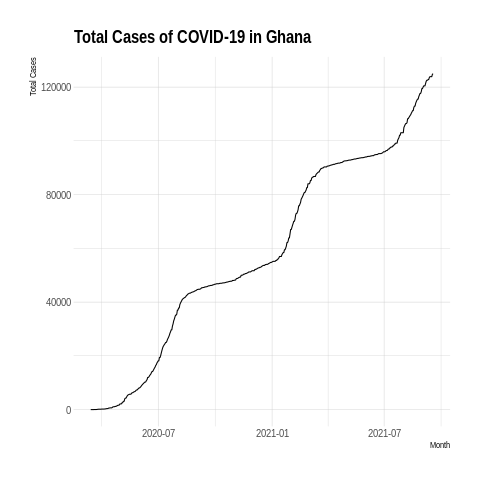 Total Cases of COVID-19 in Ghana
Total Cases
120000
80000
40000
0
2020-07
2021-01
2021-07
Month